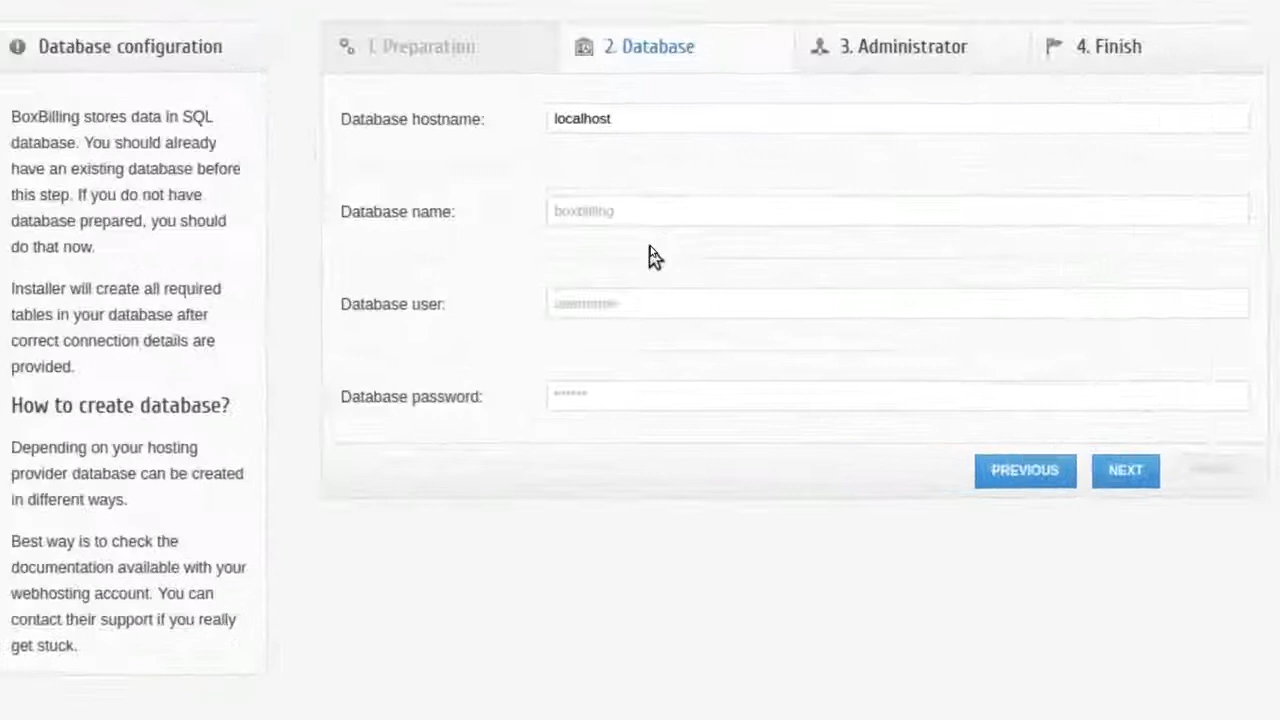 Database configuration
BoxBilling stores data in SQL
database. You should already
have an existing database before
this step. If you do not have
database prepared, you should
do that now.
Installer will create all required
tables in your database after
correct connection details are
provided.
How to create database?
Depending on your hosting
provider database can be created
in different ways.
Best way is to check the
documentation available with your
webhosting account. You can
contact their support if you really
get stuck.
1. Preparation
2. Database
3. Administrator
4. Finish
Database hostname:
localhost
Database name:
boxbilling
Database user:
username
Database password:
******
PREVIOUS
NEXT